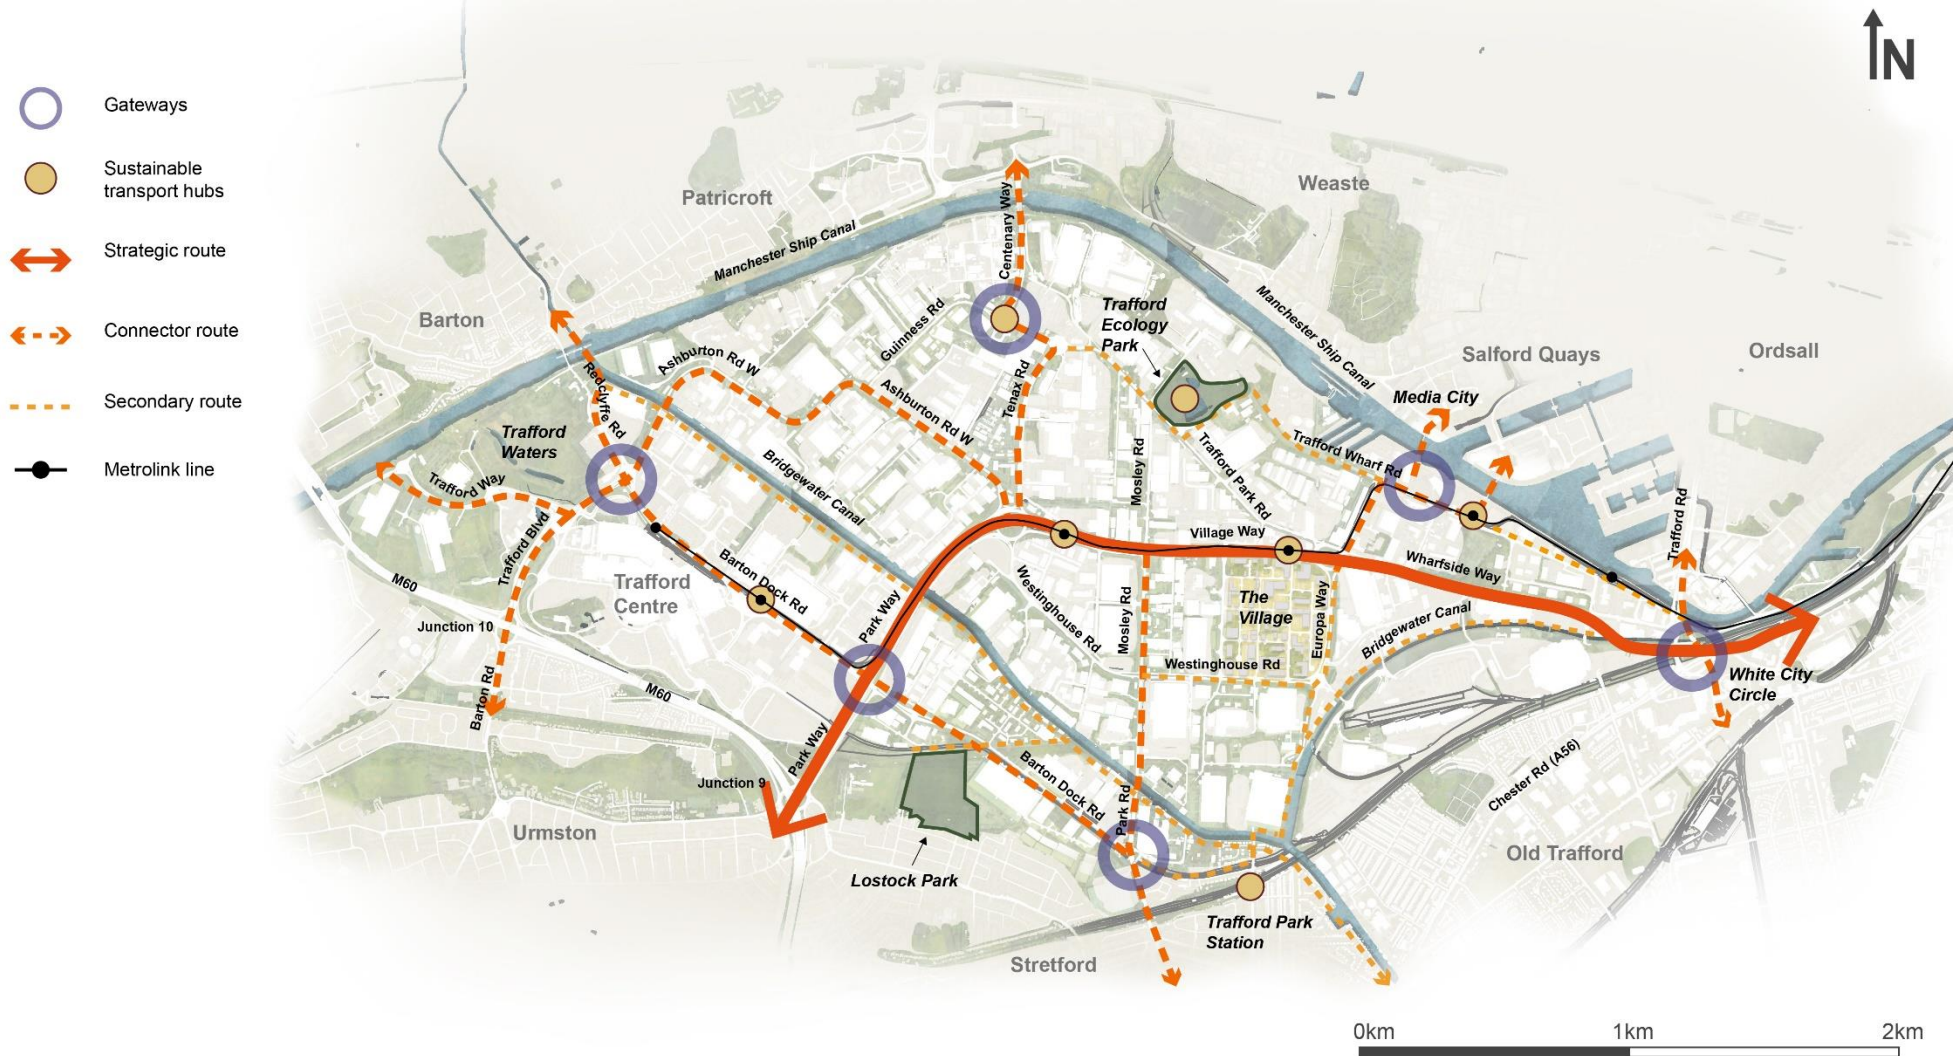 N
Gateways
Sustainable
transport hubs
Strategic route
Connector route
Secondary route
Metrolink line
Patricroft
Weaste
Barton
Salford Quays
Ordsall
Manchester Ship Canal
Manchester Ship Canal
Centenary Way
Guinness Rd
Trafford
Ecology
Park
Ashburton Rd W
Ashburton Rd W
Redclyffe Rd
Tenax Rd
Media City
Trafford
Waters
Trafford Way
Trafford Blvd
Bridgewater Canal
Mosley Rd
Trafford Park Rd
Trafford Wharf Rd
Trafford Rd
Village Way
Wharfside Way
M60
Trafford
Centre
Barton Dock Rd
Park Way
Westinghouse Rd
Mosley Rd
The
Village
Europa Way
Bridgewater Canal
Junction 10
Westinghouse Rd
Barton Rd
M60
White City
Circle
Park Way
Junction 9
Barton Dock Rd
Park Rd
Chester Rd (A56)
Urmston
Lostock Park
Old Trafford
Trafford Park
Station
Stretford
0km
1km
2km